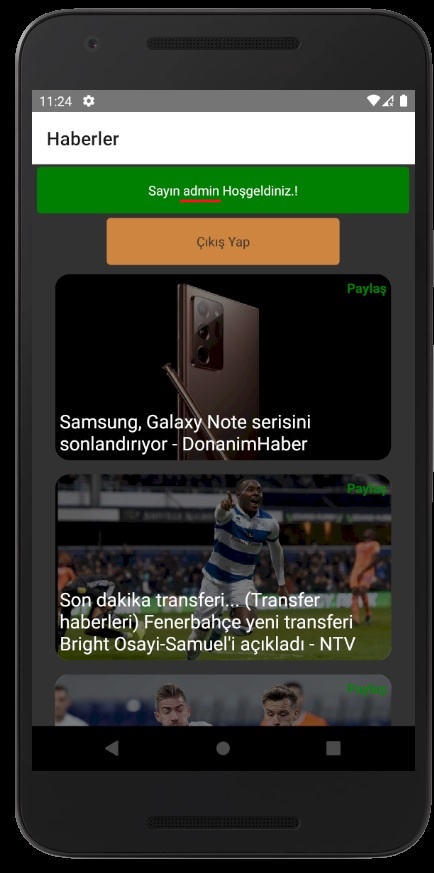 11:24
Haberler
Sayın admin Hoşgeldiniz.!
Çıkış Yap
Paylaş
Samsung, Galaxy Note serisini
sonlandırıyor - DonanimHaber
Paylaş
Son dakika transferi... (Transfer
haberleri) Fenerbahçe yeni transferi
Bright Osayi-Samuel'i açıkladı - NTV
Paylaş